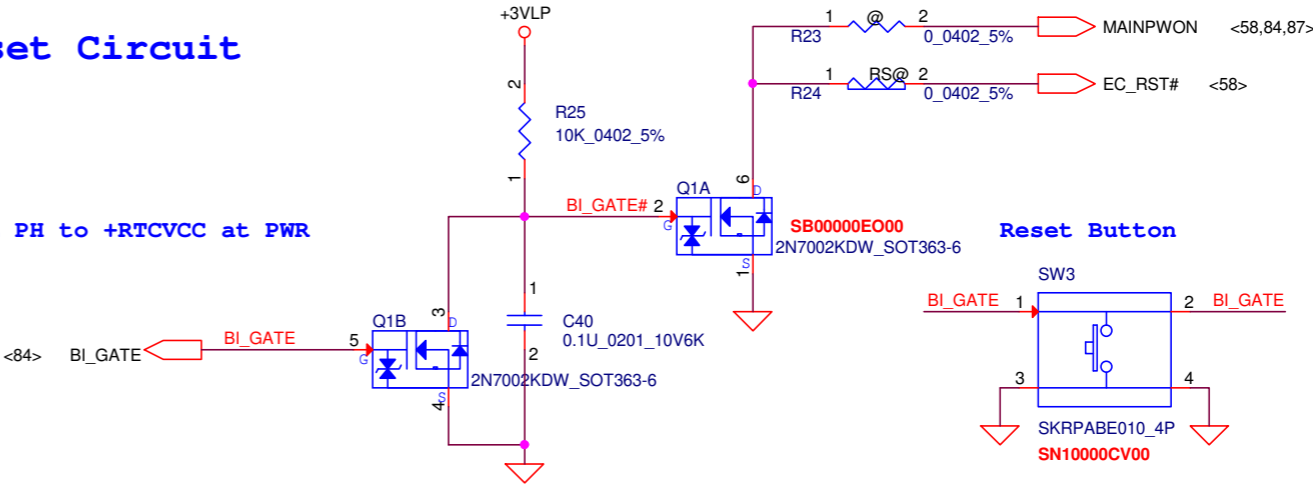 set Circuit
+3VLP
2
R25
10K_0402_5%
1
1 @ 2
R23 0_0402_5%
MAINPWON <58,84,87>
1 RS@ 2
R24 0_0402_5%
EC_RST# <58>
PH to +RTCVCC at PWR
BI_GATE# 2
Q1A
6
D
G
S
1
SB00000EO00
2N7002KDW_SOT363-6
Reset Button
SW3
BI_GATE 1
2 BI_GATE
3
4
SKRPABE010_4P
SN10000CV00
<84> BI_GATE
BI_GATE 5
Q1B
3
D
G
S
4
2N7002KDW_SOT363-6
1
C40
0.1U_0201_10V6K
2